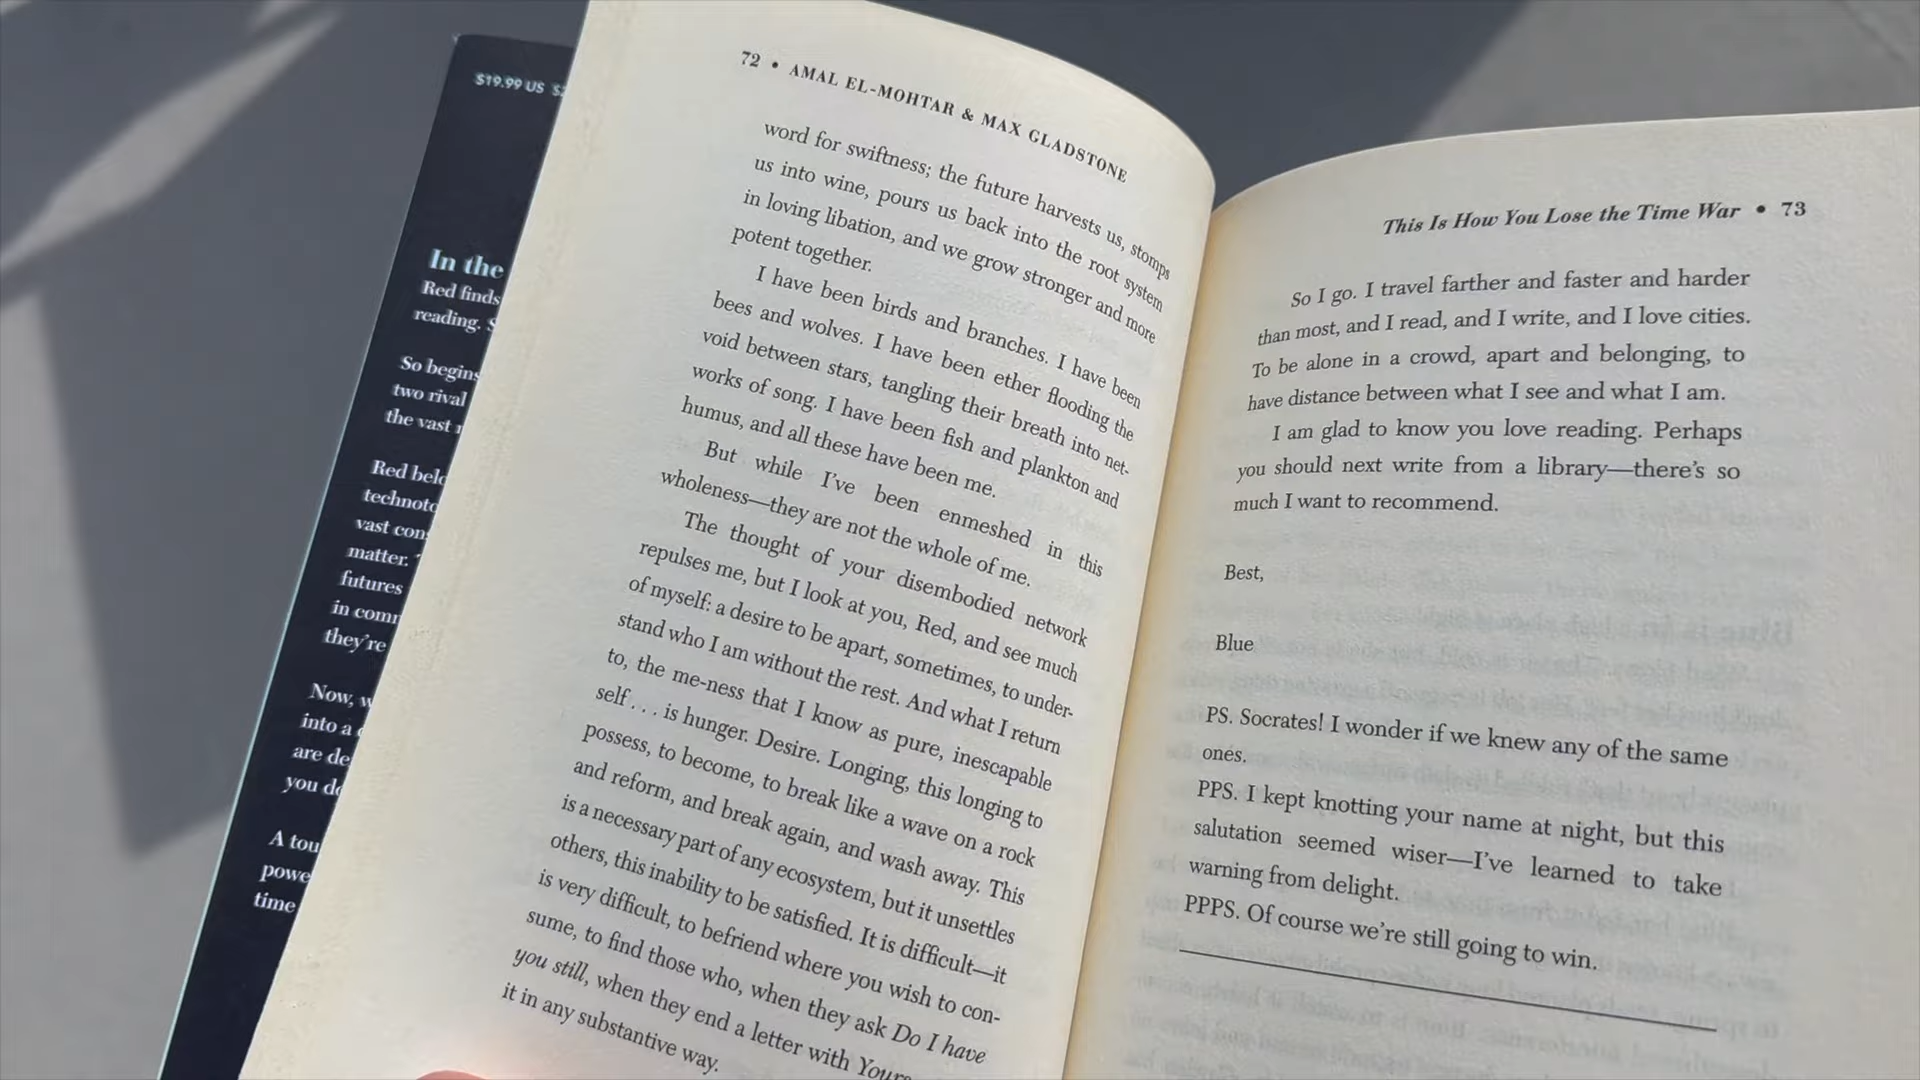 $19.99 US
In the
Red finds
reading.
So begins
two rival
the vast
Red
vast
matter.
futures
in
they're
Now,
into a
are
you
A
time
72 • AMAL EL-MOHTAR & MAX GLADSTONE
word for swiftness; the future harvests us, stomps
us into wine, pours us back into the root system
in loving libation, and we grow stronger and more
potent together.
I have been birds and branches. I have been
bees and wolves. I have been ether flooding the
void between stars, tangling their breath into net-
works of song. I have been fish and plankton and
humus, and all these have been me.
But while I've been enmeshed in this
wholeness—they are not the whole of me.
The thought of your disembodied network
repulses me, but I look at you, Red, and see much
of myself: a desire to be apart, sometimes, to under-
stand who I am without the rest. And what I return
to, the me-ness that I know as pure, inescapable
self . . . is hunger. Desire. Longing, this longing to
possess, to become, to break like a wave on a rock
and reform, and break again, and wash away. This
is a necessary part of any ecosystem, but it unsettles
others, this inability to be satisfied. It is difficult—it
is very difficult, to befriend where you wish to con-
sume, to find those who, when they ask Do I have
you still, when they end a letter with Yours
it in any substantive way.
This Is How You Lose the Time War • 73
So I go. I travel farther and faster and harder
than most, and I read, and I write, and I love cities.
To be alone in a crowd, apart and belonging, to
have distance between what I see and what I am.
I am glad to know you love reading. Perhaps
you should next write from a library—there's so
much I want to recommend.
Best,
Blue
PS. Socrates! I wonder if we knew any of the same
ones.
PPS. I kept knotting your name at night, but this
salutation seemed wiser—I've learned to take
warning from delight.
PPPS. Of course we're still going to win.